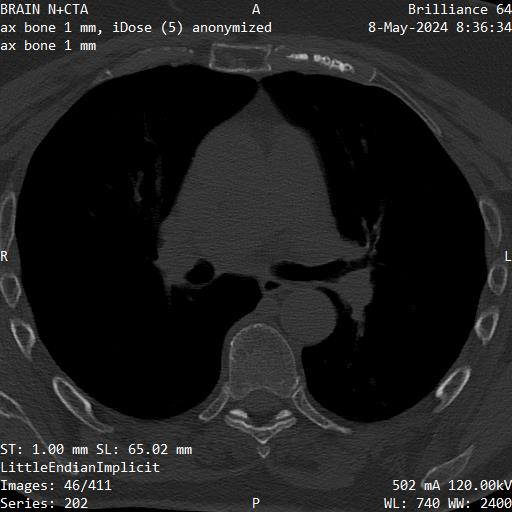 BRAIN N+CTA
ax bone 1 mm, iDose (5) anonymized
ax bone 1 mm
A
Brilliance 64
8-May-2024 8:36:34
R
L
ST: 1.00 mm SL: 65.02 mm
LittleEndianImplicit
Images: 46/411
Series: 202
P
502 mA 120.00kV
WL: 740 WW: 2400